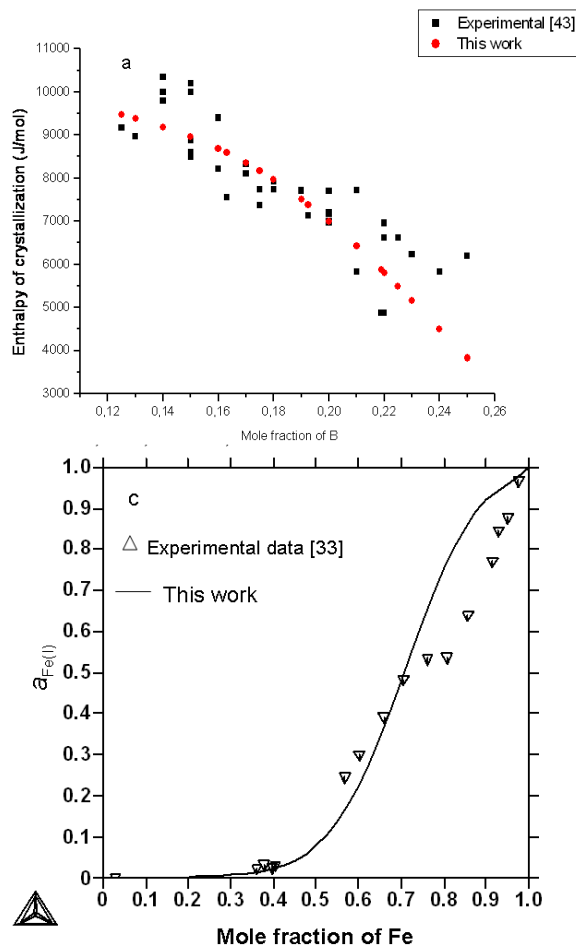 Experimental [43]
This work
a
11000
10000
9000
8000
7000
6000
5000
4000
3000
Enthalpy of crystallization (J/mol)
0,12 0,14 0,16 0,18 0,20 0,22 0,24 0,26
Mole fraction of B
1.0
0.9
0.8
0.7
0.6
0.5
0.4
0.3
0.2
0.1
0
c
Experimental data [33]
This work
aFe(l)
0 0.1 0.2 0.3 0.4 0.5 0.6 0.7 0.8 0.9 1.0
Mole fraction of Fe